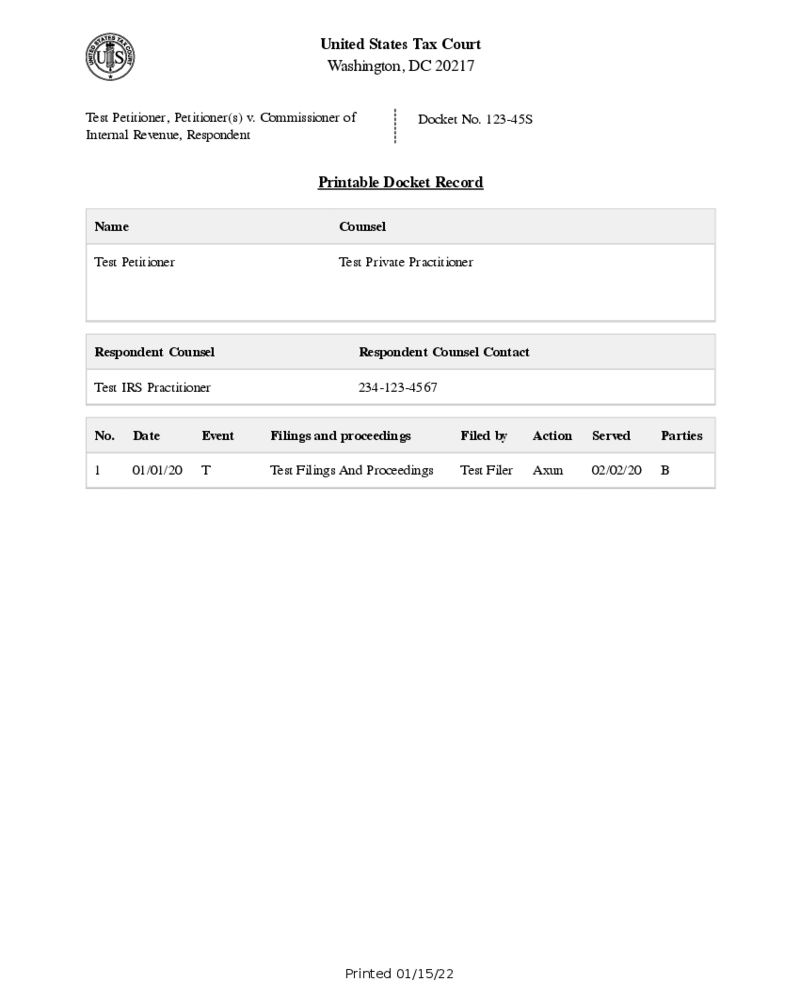 UNITED STATES TAX COURT
US
United States Tax Court
Washington, DC 20217
Test Petitioner, Petitioner(s) v. Commissioner of
Internal Revenue, Respondent
Docket No. 123-45S
Printable Docket Record
Name Counsel
Test Petitioner Test Private Practitioner
Respondent Counsel Respondent Counsel Contact
Test IRS Practitioner 234-123-4567
No. Date Event Filings and proceedings Filed by Action Served Parties
1 01/01/20 T Test Filings And Proceedings Test Filer Axun 02/02/20 B
Printed 01/15/22